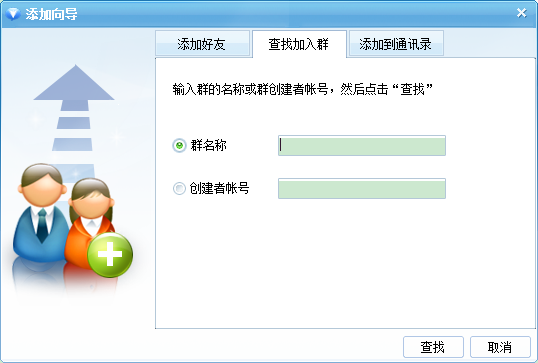 添加向导
添加好友
查找加入群
添加到通讯录
输入群的名称或群创建者帐号，然后点击“查找”
群名称
创建者帐号
查找
取消